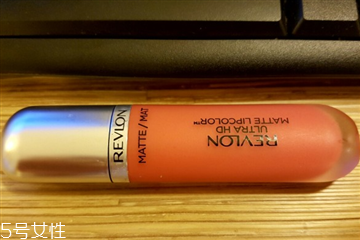 REVLON
MATTE / MAT
REVLON
ULTRA HD
MATTE LIPCOLOR™
5号女性